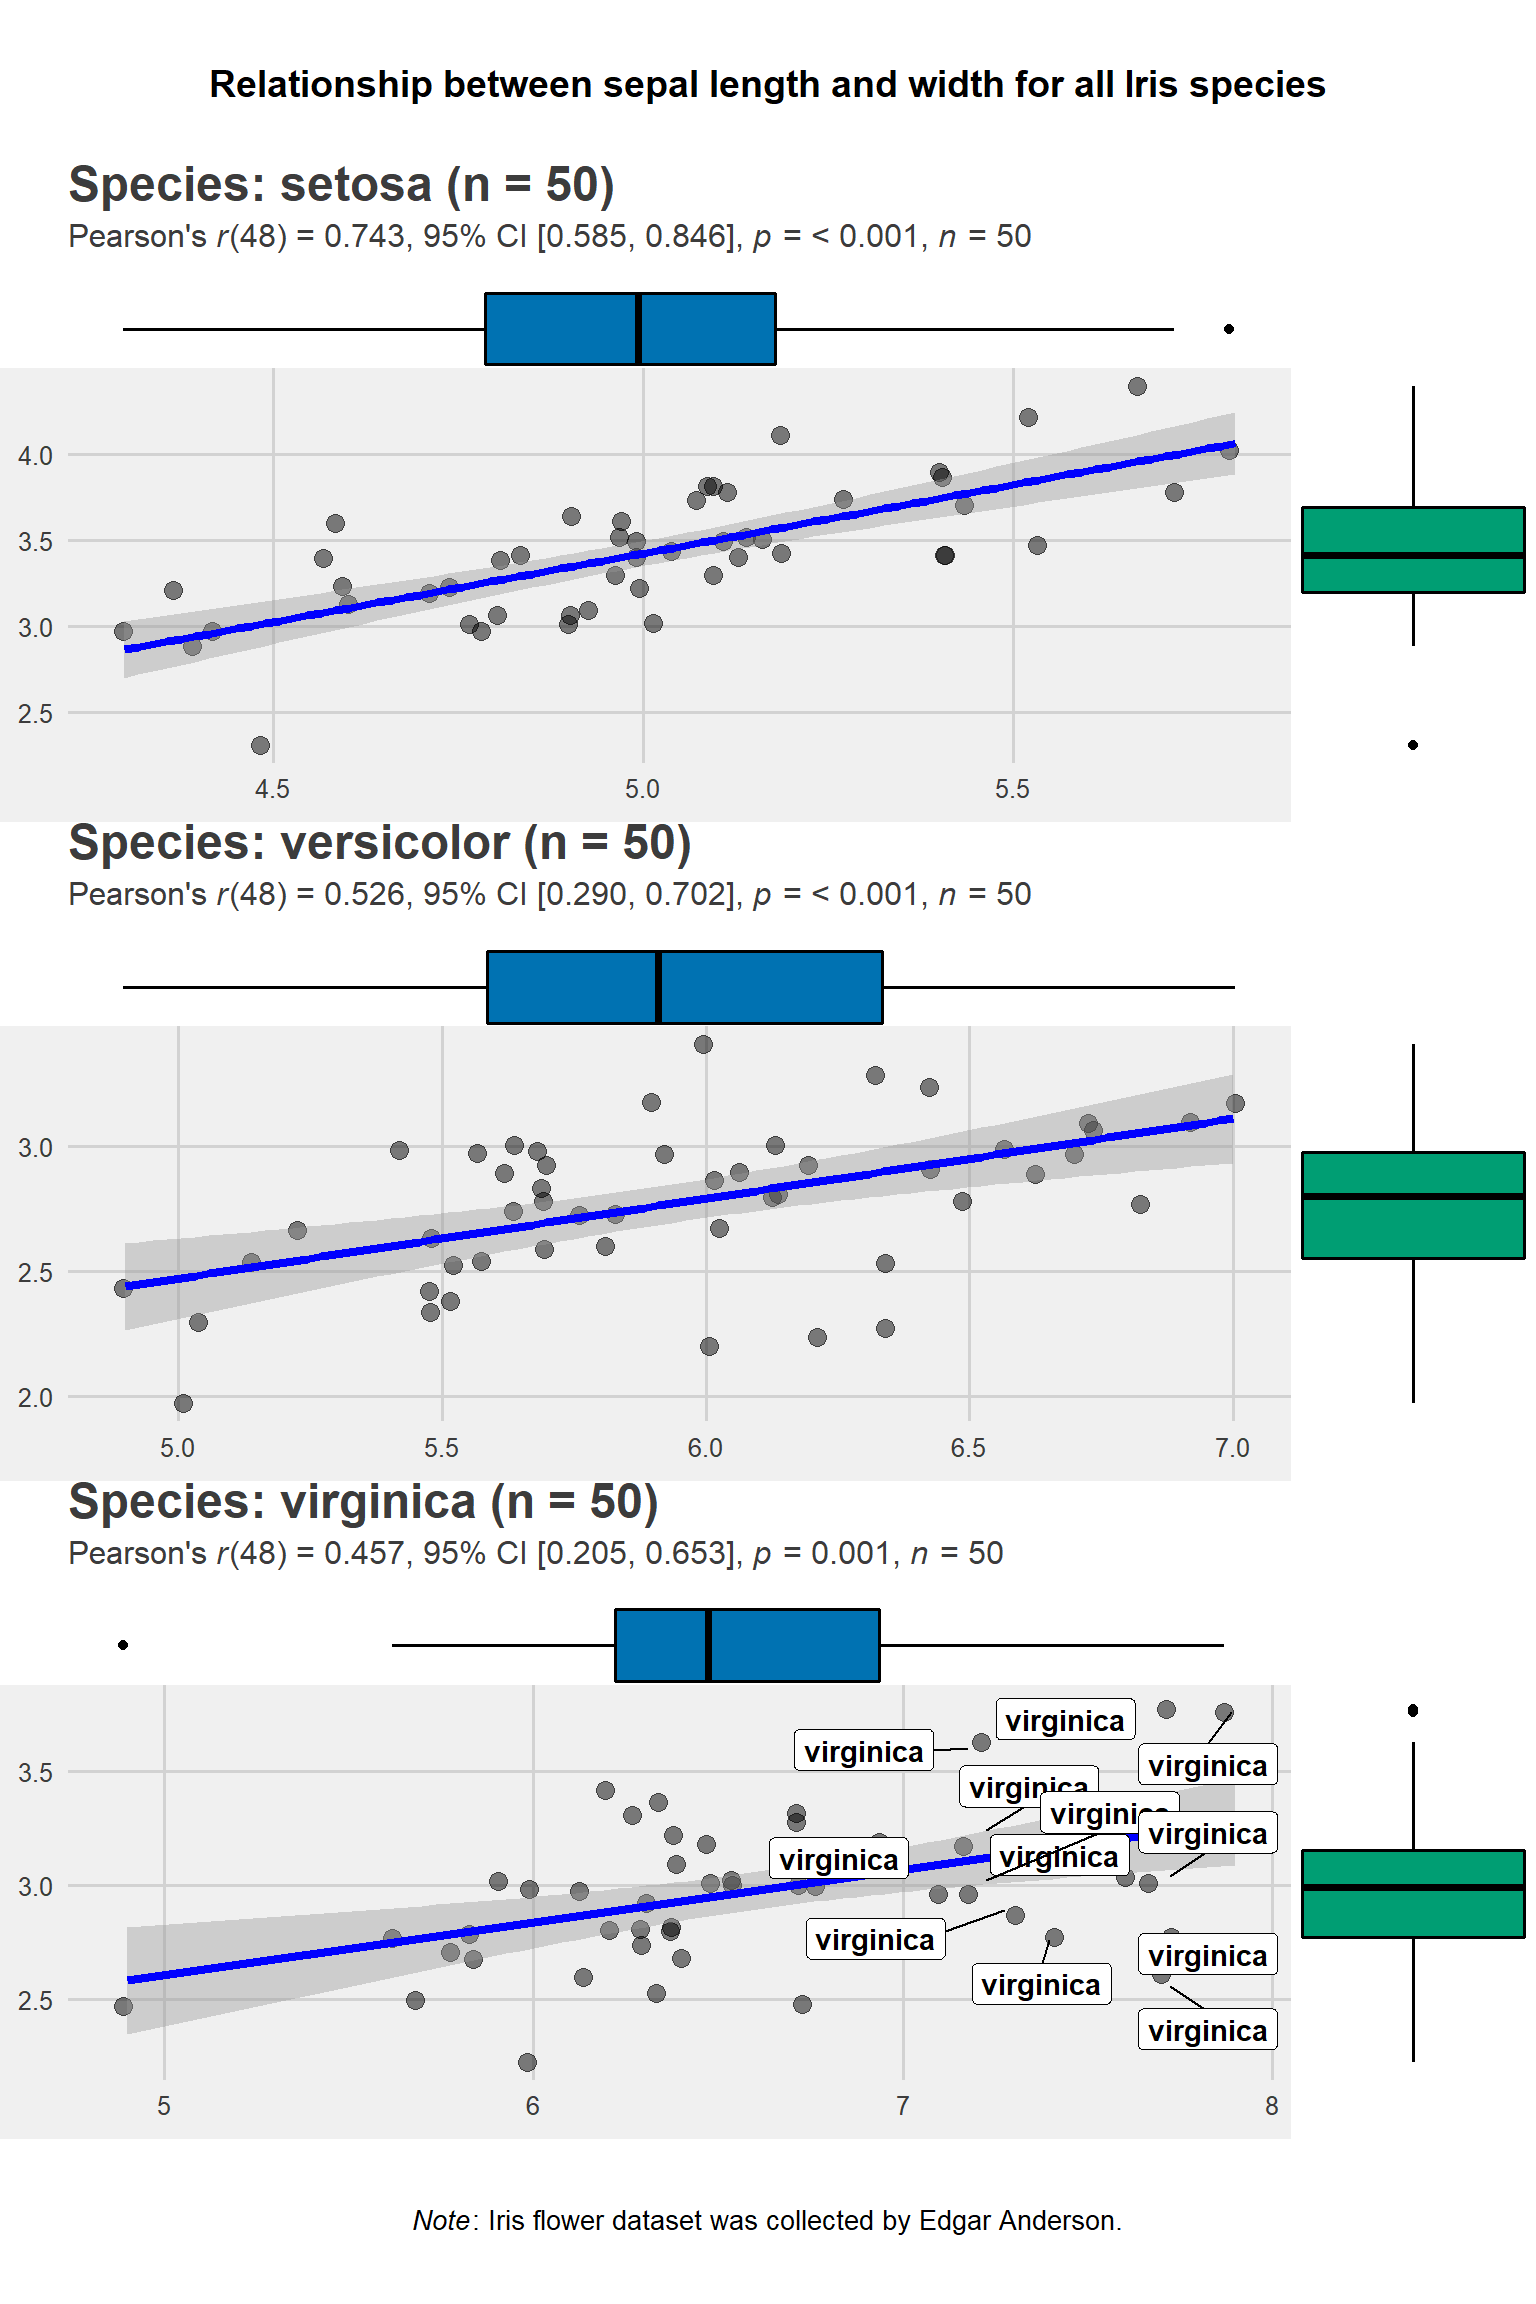 Relationship between sepal length and width for all Iris species
Species: setosa (n = 50)
Pearson's r(48) = 0.743, 95% CI [0.585, 0.846], p = < 0.001, n = 50
4.0
3.5
3.0
2.5
4.5 5.0 5.5
Species: versicolor (n = 50)
Pearson's r(48) = 0.526, 95% CI [0.290, 0.702], p = < 0.001, n = 50
3.0
2.5
2.0
5.0 5.5 6.0 6.5 7.0
Species: virginica (n = 50)
Pearson's r(48) = 0.457, 95% CI [0.205, 0.653], p = 0.001, n = 50
virginica
virginica
virginica
3.5
virginica
virginica
virginica
virginica
virginica
3.0
virginica
virginica
virginica
2.5
virginica
5 6 7 8
Note: Iris flower dataset was collected by Edgar Anderson.